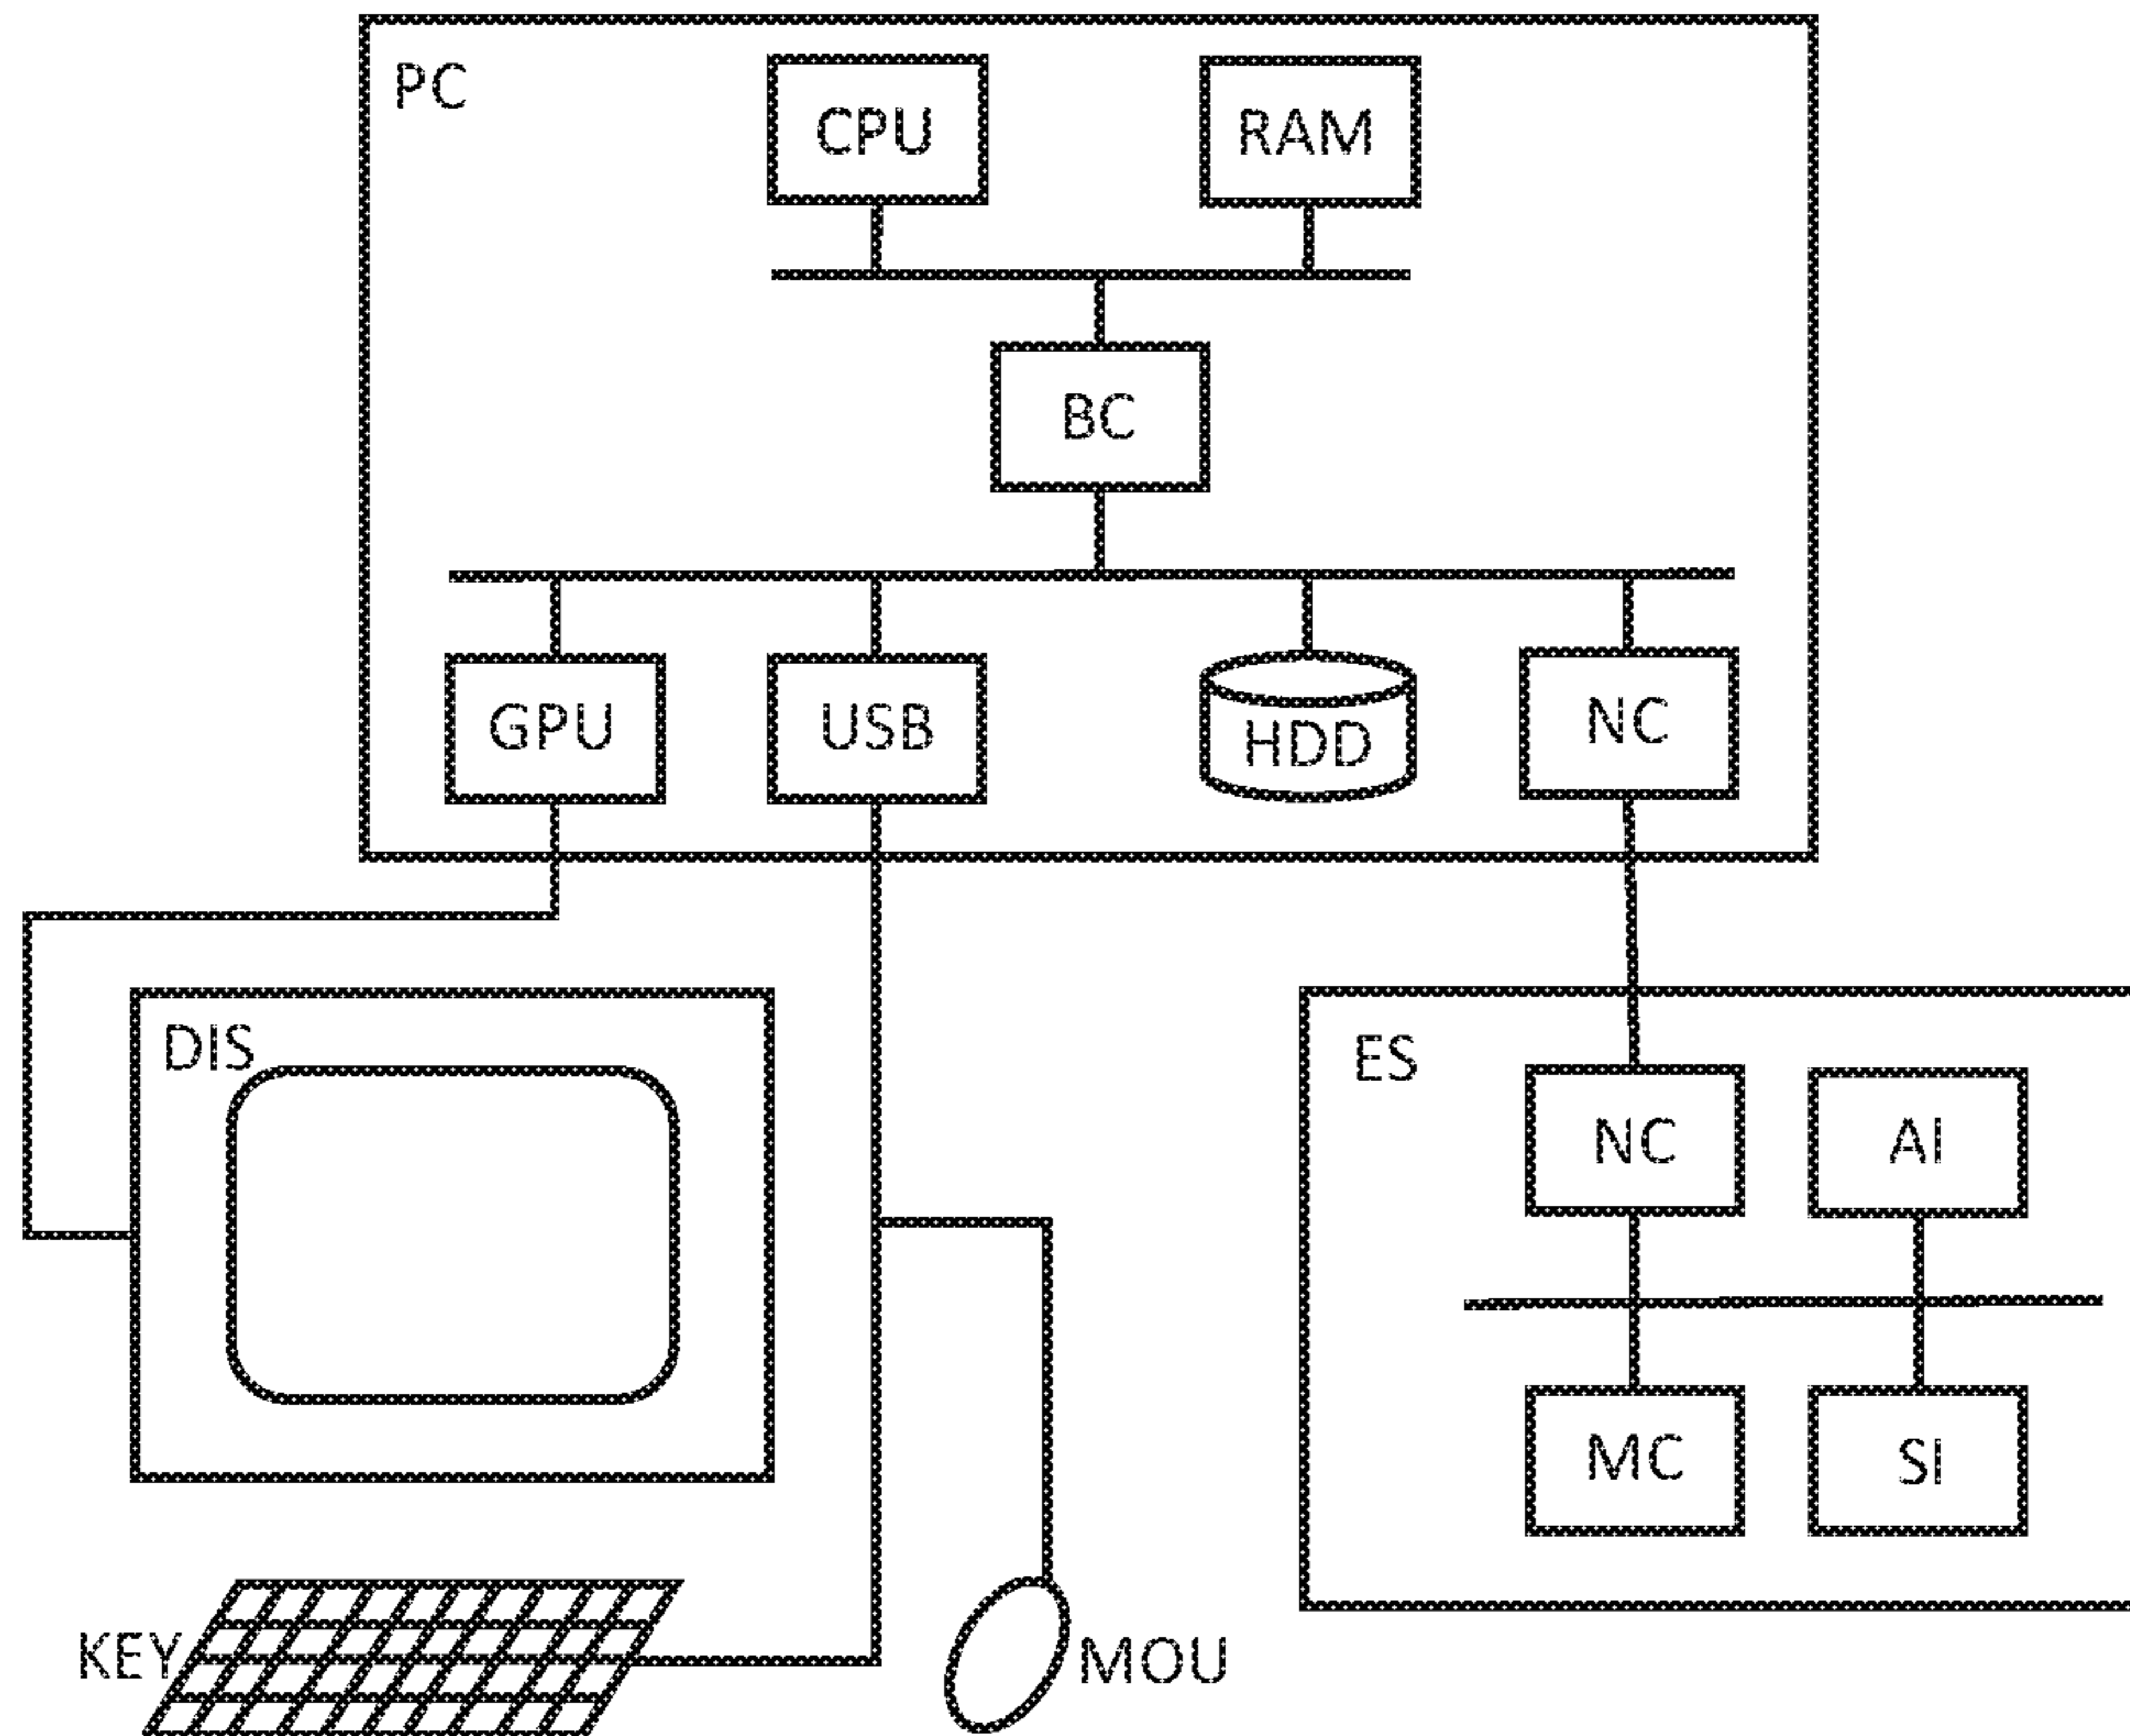 PC
CPU
RAM
BC
GPU
USB
HDD
NC
DIS
ES
NC
AI
MC
SI
KEY
MOU